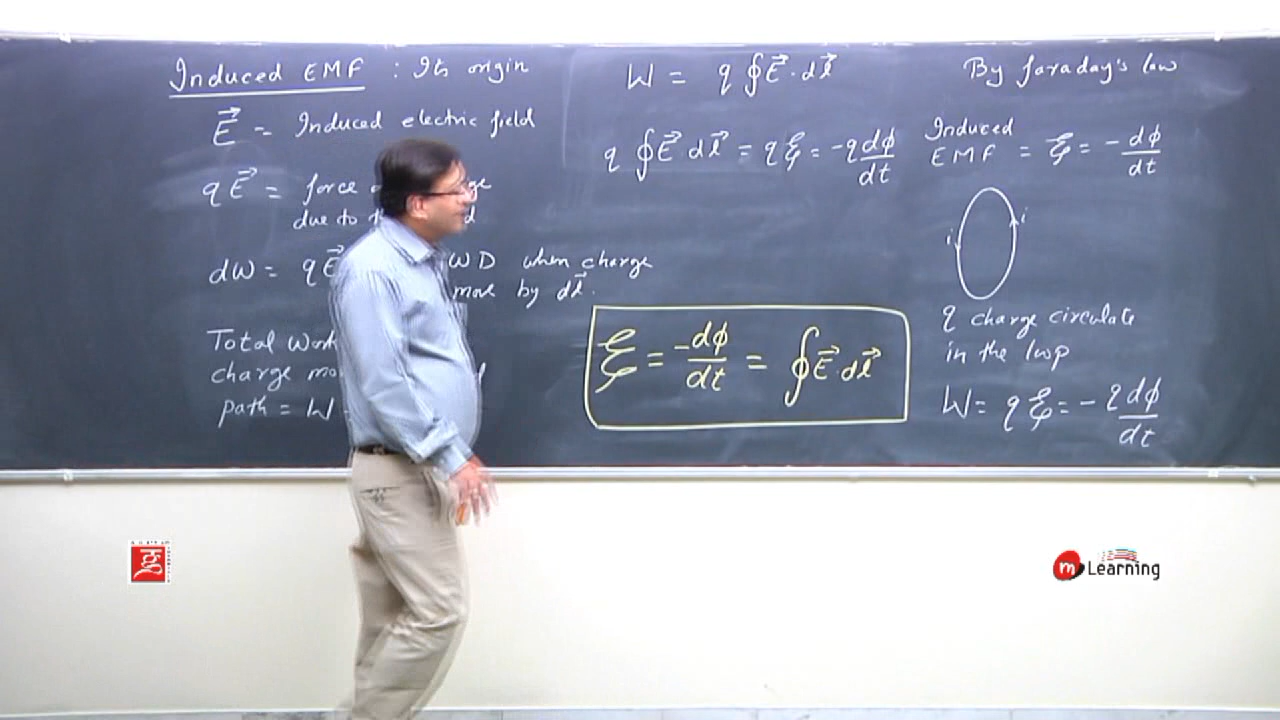 Induced EMF : Its origin
E⃗ = Induced electric field
qE⃗ = force
due to
dW = qE⃗ WD when charge
move by dl⃗.
Total Work
charge
path = W
W = q∮E⃗·dl⃗
q∮E⃗ dl⃗ = qξ = -q dϕ/dt
ξ = -dϕ/dt = ∮E⃗·dl⃗
By faraday's law
Induced
EMF = ξ = -dϕ/dt
i i
q charge circulate
in the loop
W = qξ = -q dϕ/dt
m Learning